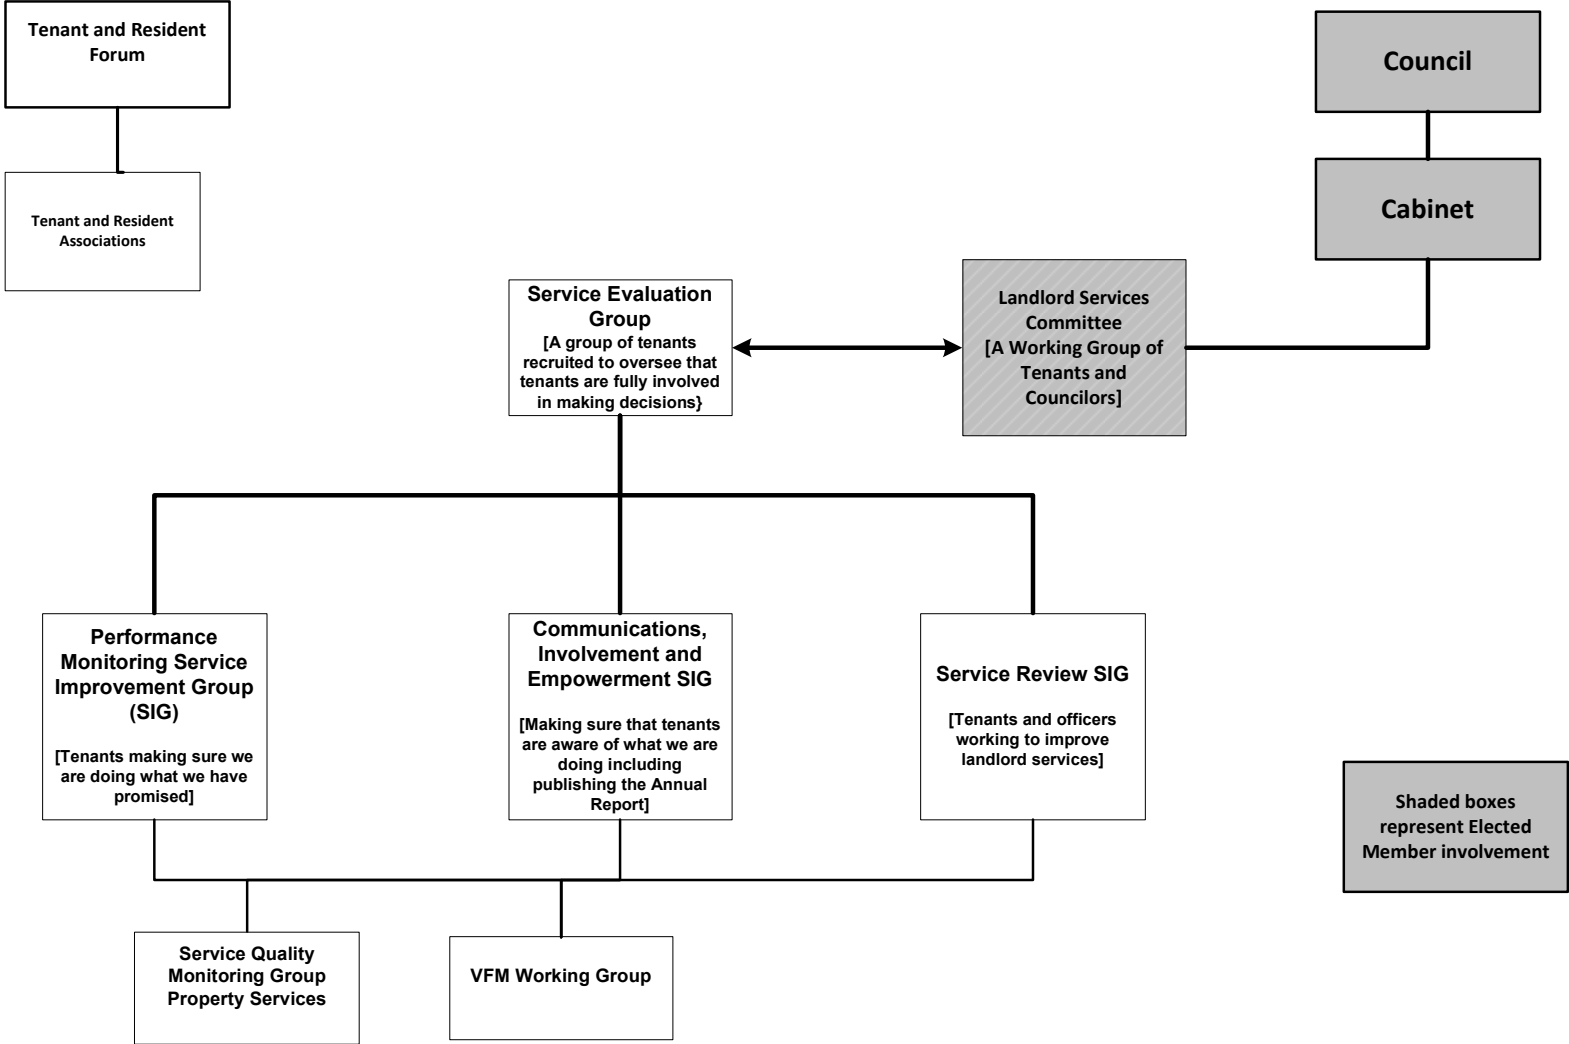 Tenant and Resident
Forum
Council
Tenant and Resident
Associations
Cabinet
Service Evaluation
Group
[A group of tenants
recruited to oversee that
tenants are fully involved
in making decisions}
Landlord Services
Committee
[A Working Group of
Tenants and
Councilors]
Performance
Monitoring Service
Improvement Group
(SIG)
[Tenants making sure we
are doing what we have
promised]
Communications,
Involvement and
Empowerment SIG
[Making sure that tenants
are aware of what we are
doing including
publishing the Annual
Report]
Service Review SIG
[Tenants and officers
working to improve
landlord services]
Shaded boxes
represent Elected
Member involvement
Service Quality
Monitoring Group
Property Services
VFM Working Group